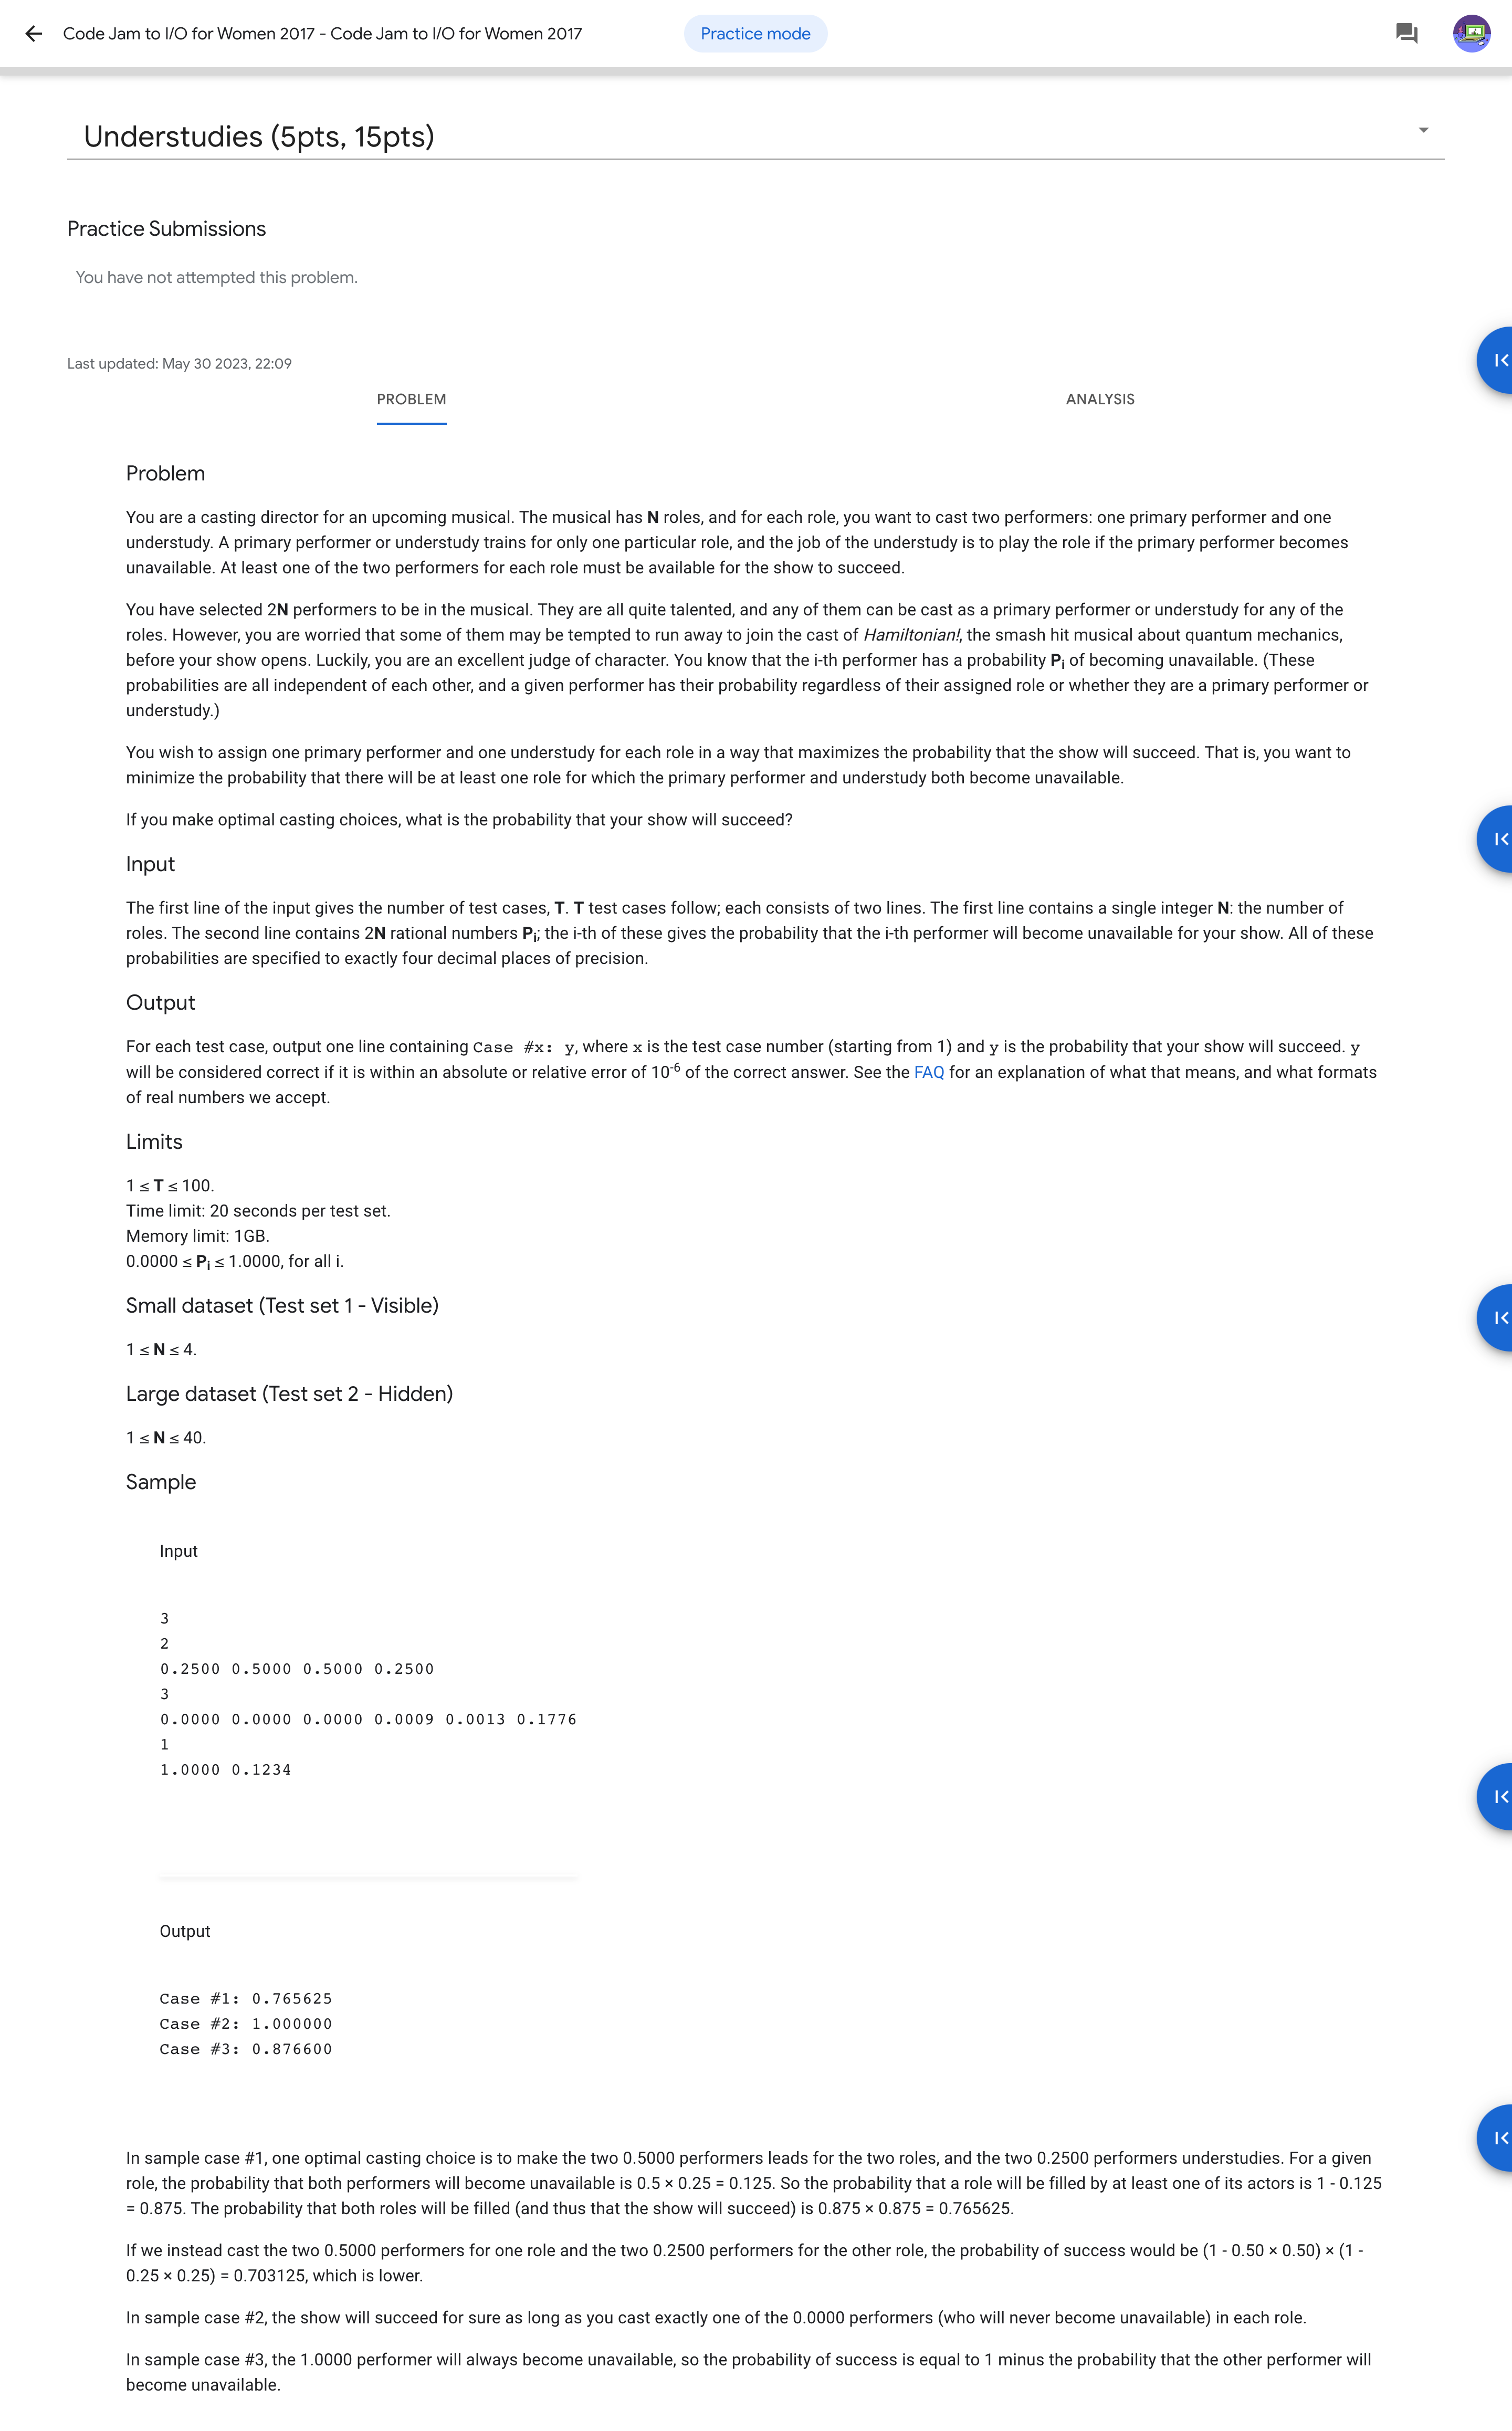 Code Jam to I/O for Women 2017 - Code Jam to I/O for Women 2017
Practice mode
Understudies (5pts, 15pts)
Practice Submissions
You have not attempted this problem.
Last updated: May 30 2023, 22:09
PROBLEM
ANALYSIS
Problem
You are a casting director for an upcoming musical. The musical has N roles, and for each role, you want to cast two performers: one primary performer and one
understudy. A primary performer or understudy trains for only one particular role, and the job of the understudy is to play the role if the primary performer becomes
unavailable. At least one of the two performers for each role must be available for the show to succeed.
You have selected 2N performers to be in the musical. They are all quite talented, and any of them can be cast as a primary performer or understudy for any of the
roles. However, you are worried that some of them may be tempted to run away to join the cast of Hamiltonian!, the smash hit musical about quantum mechanics,
before your show opens. Luckily, you are an excellent judge of character. You know that the i-th performer has a probability Pi of becoming unavailable. (These
probabilities are all independent of each other, and a given performer has their probability regardless of their assigned role or whether they are a primary performer or
understudy.)
You wish to assign one primary performer and one understudy for each role in a way that maximizes the probability that the show will succeed. That is, you want to
minimize the probability that there will be at least one role for which the primary performer and understudy both become unavailable.
If you make optimal casting choices, what is the probability that your show will succeed?
Input
The first line of the input gives the number of test cases, T. T test cases follow; each consists of two lines. The first line contains a single integer N: the number of
roles. The second line contains 2N rational numbers Pi; the i-th of these gives the probability that the i-th performer will become unavailable for your show. All of these
probabilities are specified to exactly four decimal places of precision.
Output
For each test case, output one line containing Case #x: y, where x is the test case number (starting from 1) and y is the probability that your show will succeed. y
will be considered correct if it is within an absolute or relative error of 10-6 of the correct answer. See the FAQ for an explanation of what that means, and what formats
of real numbers we accept.
Limits
1 ≤ T ≤ 100.
Time limit: 20 seconds per test set.
Memory limit: 1GB.
0.0000 ≤ Pi ≤ 1.0000, for all i.
Small dataset (Test set 1 - Visible)
1 ≤ N ≤ 4.
Large dataset (Test set 2 - Hidden)
1 ≤ N ≤ 40.
Sample
Input
3
2
0.2500 0.5000 0.5000 0.2500
3
0.0000 0.0000 0.0000 0.0009 0.0013 0.1776
1
1.0000 0.1234
Output
Case #1: 0.765625
Case #2: 1.000000
Case #3: 0.876600
In sample case #1, one optimal casting choice is to make the two 0.5000 performers leads for the two roles, and the two 0.2500 performers understudies. For a given
role, the probability that both performers will become unavailable is 0.5 × 0.25 = 0.125. So the probability that a role will be filled by at least one of its actors is 1 - 0.125
= 0.875. The probability that both roles will be filled (and thus that the show will succeed) is 0.875 × 0.875 = 0.765625.
If we instead cast the two 0.5000 performers for one role and the two 0.2500 performers for the other role, the probability of success would be (1 - 0.50 × 0.50) × (1 -
0.25 × 0.25) = 0.703125, which is lower.
In sample case #2, the show will succeed for sure as long as you cast exactly one of the 0.0000 performers (who will never become unavailable) in each role.
In sample case #3, the 1.0000 performer will always become unavailable, so the probability of success is equal to 1 minus the probability that the other performer will
become unavailable.